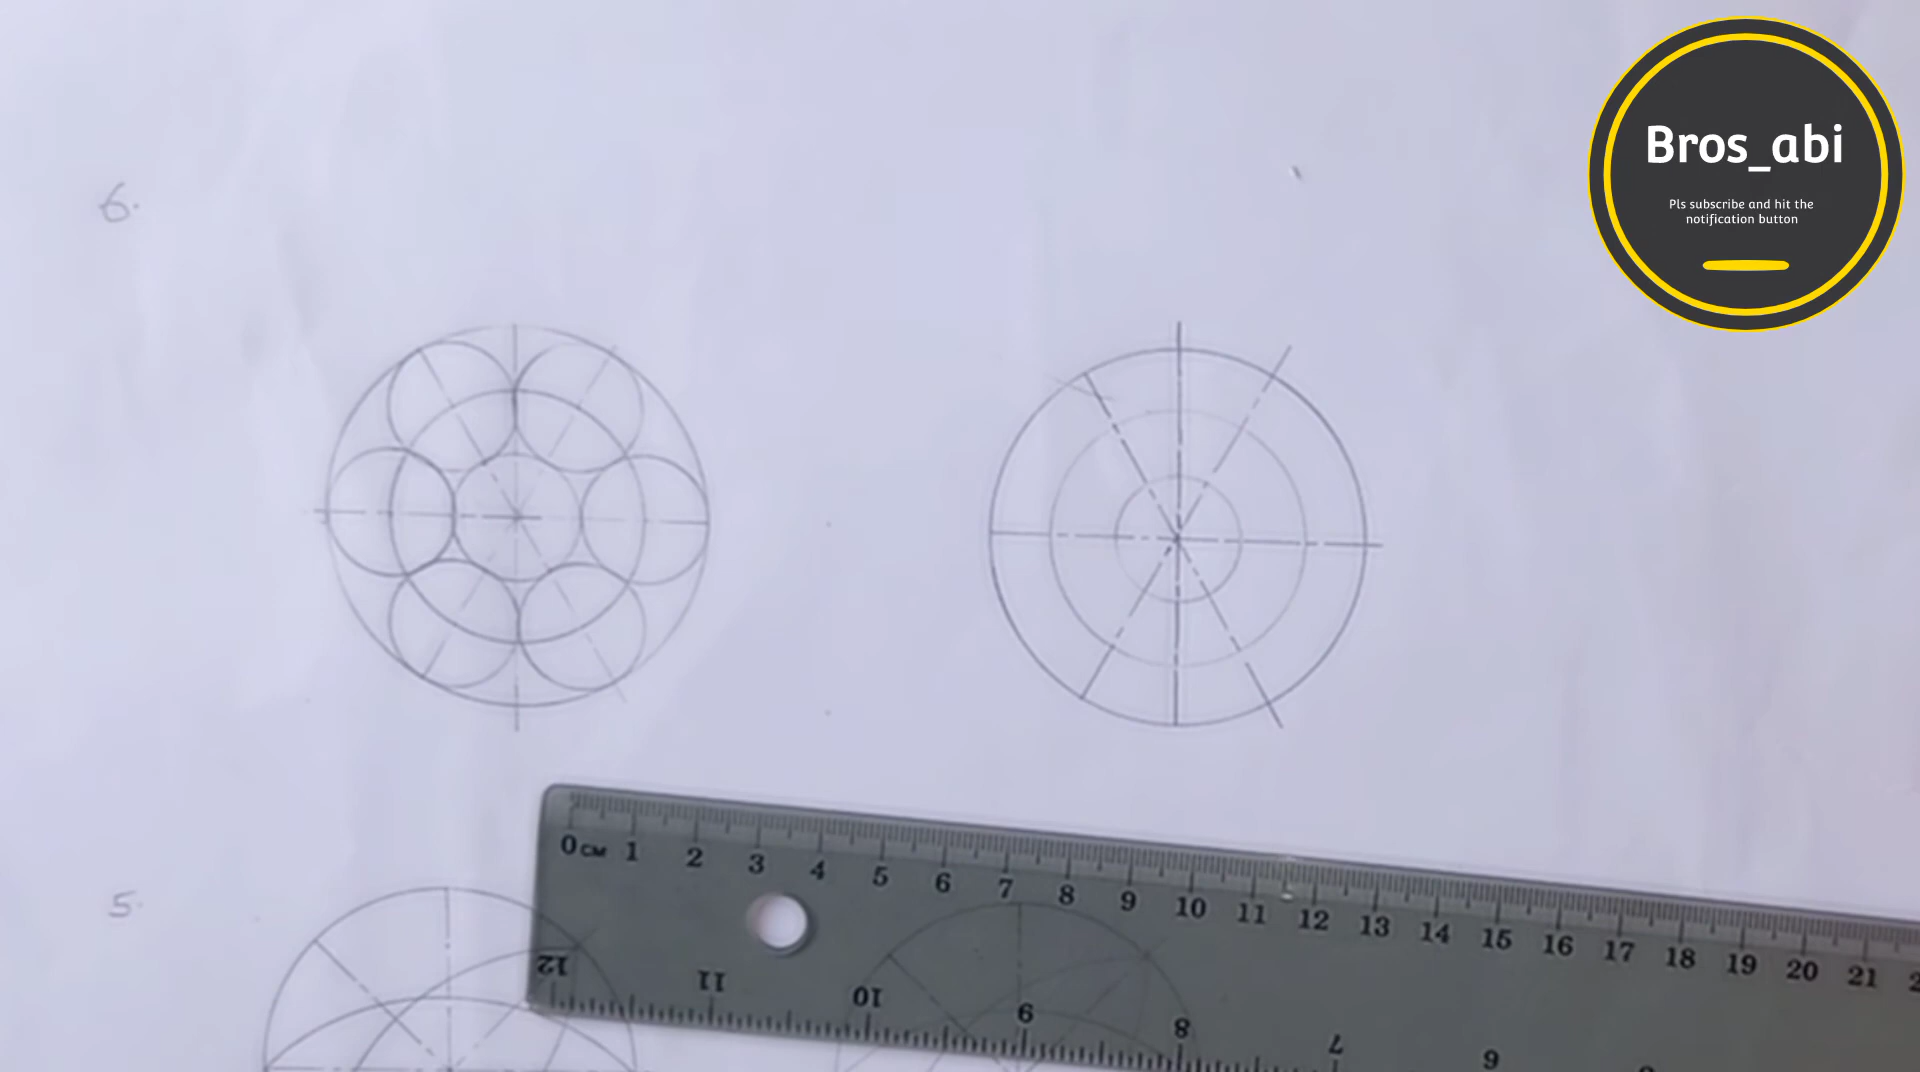 Bros_abi
Pls subscribe and hit the
notification button
6.
5.
0 CM 1 2 3 4 5 6 7 8 9 10 11 12 13 14 15 16 17 18 19 20 21
12 11 10 9 8 7 6